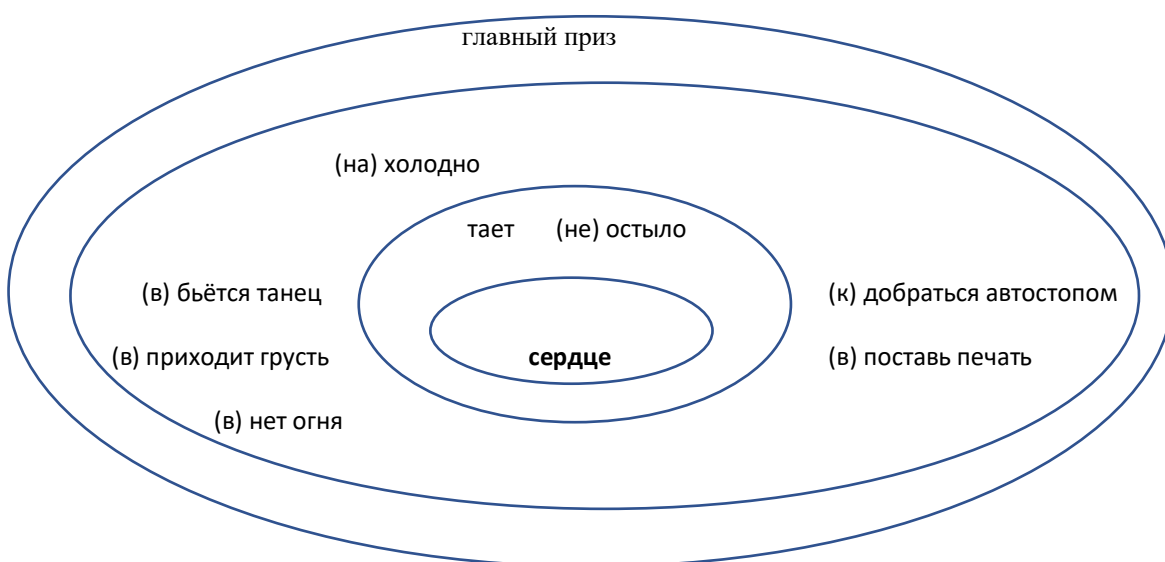 главный приз
(на) холодно
тает (не) остыло
(в) бьётся танец (к) добраться автостопом
(в) приходит грусть сердце (в) поставь печать
(в) нет огня